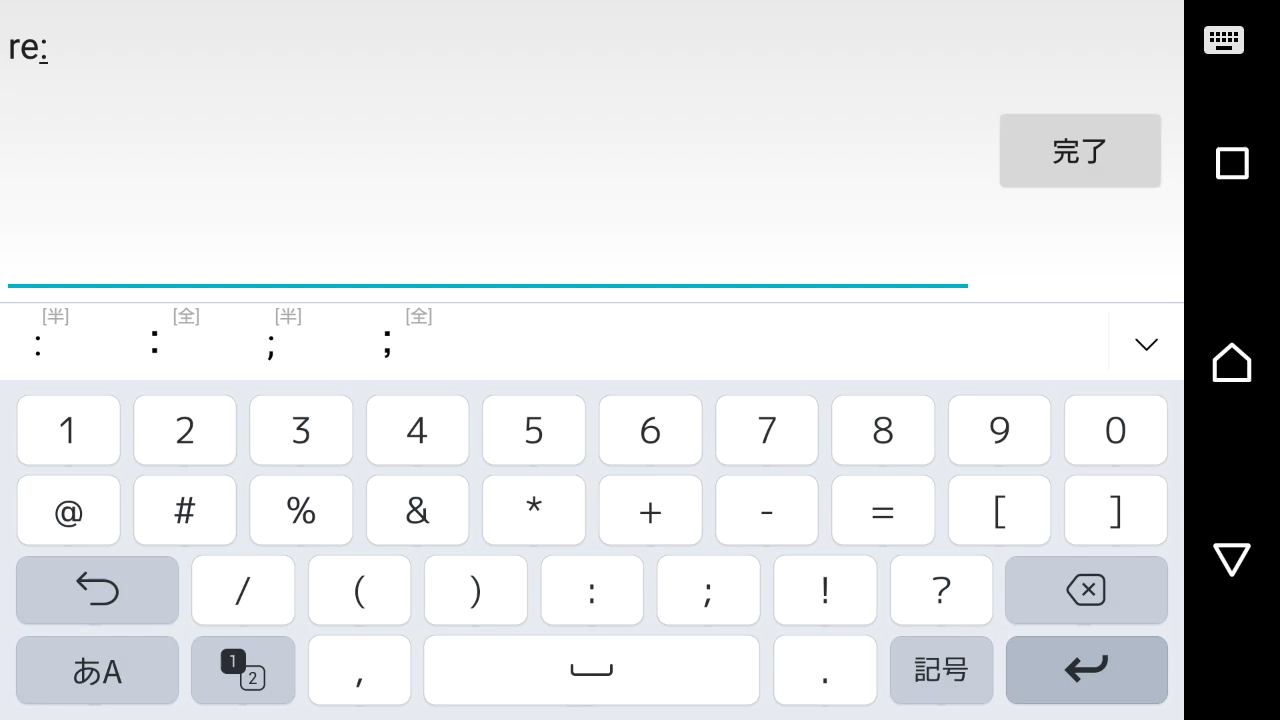 re:
完了
[半] [全] [半] [全]
: ： ; ；
1 2 3 4 5 6 7 8 9 0
@ # % & * + - = [ ]
/ ( ) : ; ! ?
あA 1 2 , . 記号